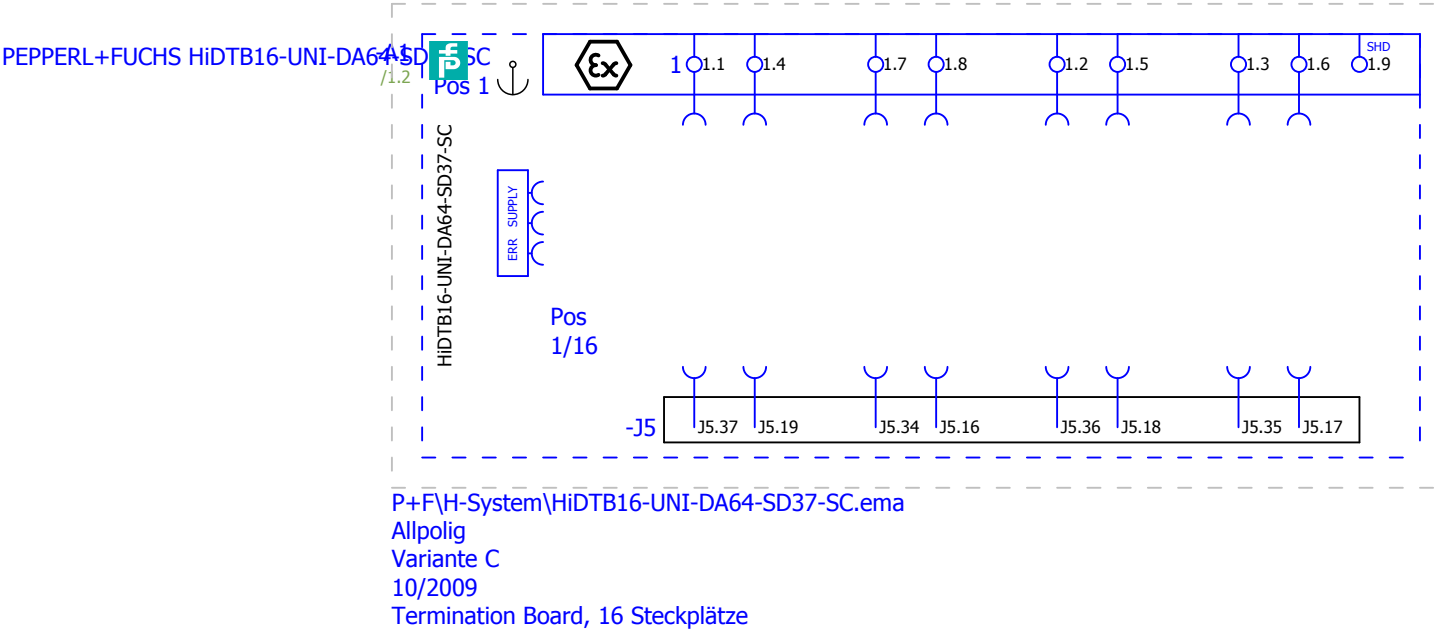 PEPPERL+FUCHS HiDTB16-UNI-DA64-SD37-SC
/1.2
Pos 1
Ex
1
1.1
1.4
1.7
1.8
1.2
1.5
1.3
1.6
SHD
1.9
HiDTB16-UNI-DA64-SD37-SC
SUPPLY
ERR
Pos
1/16
-J5
J5.37
J5.19
J5.34
J5.16
J5.36
J5.18
J5.35
J5.17
P+F\H-System\HiDTB16-UNI-DA64-SD37-SC.ema
Allpolig
Variante C
10/2009
Termination Board, 16 Steckplätze